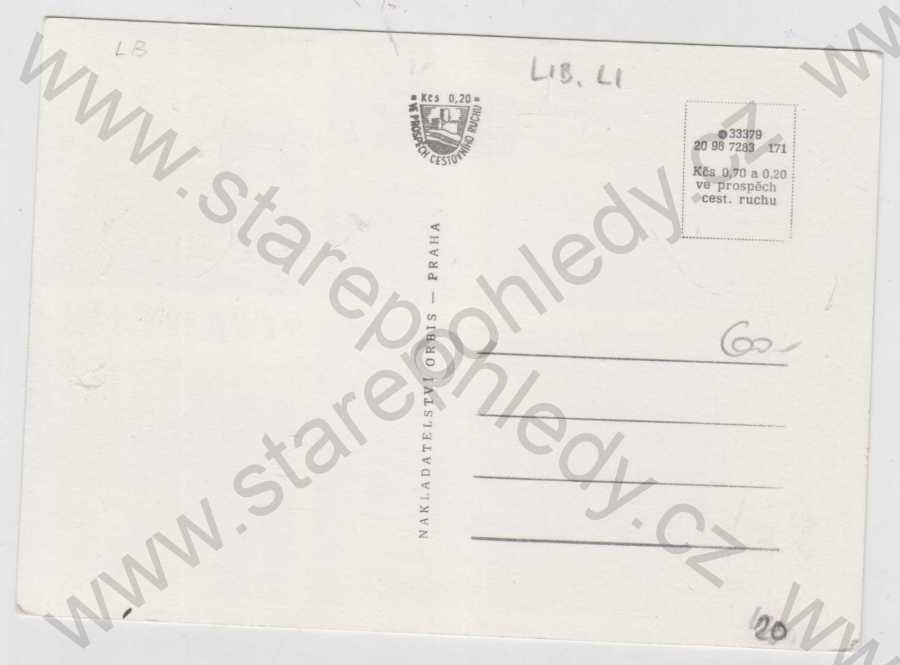 LB
LIB. LI
Kčs 0,20
VE PROSPĚCH CESTOVNÍHO RUCHU
33379
20 98 7283 171
Kčs 0,70 a 0,20
ve prospěch
cest. ruchu
NAKLADATELSTVÍ ORBIS — PRAHA
60,-
20
www.starepohledy.cz
www.starepohledy.cz